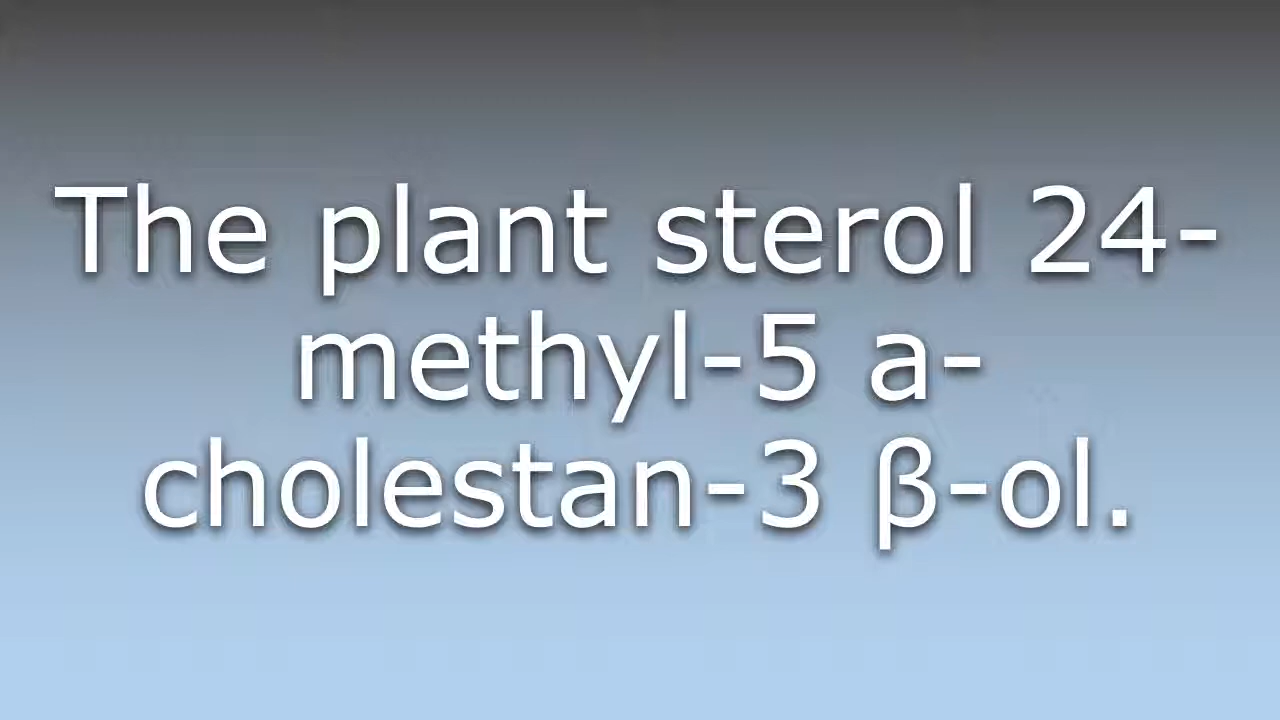 The plant sterol 24-
methyl-5 a-
cholestan-3 β-ol.